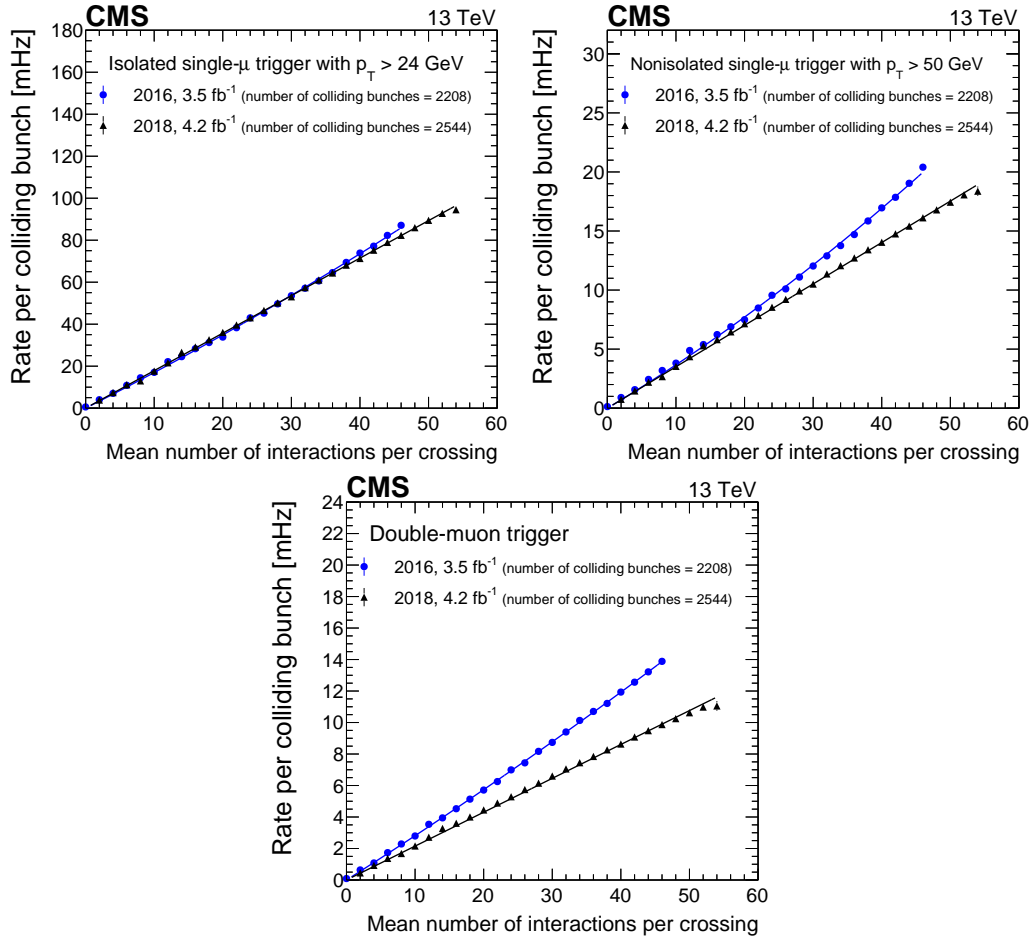 CMS 13 TeV
Isolated single-μ trigger with p_T > 24 GeV
2016, 3.5 fb⁻¹ (number of colliding bunches = 2208)
2018, 4.2 fb⁻¹ (number of colliding bunches = 2544)
Rate per colliding bunch [mHz]
180
160
140
120
100
80
60
40
20
0
0 10 20 30 40 50 60
Mean number of interactions per crossing
CMS 13 TeV
Nonisolated single-μ trigger with p_T > 50 GeV
2016, 3.5 fb⁻¹ (number of colliding bunches = 2208)
2018, 4.2 fb⁻¹ (number of colliding bunches = 2544)
Rate per colliding bunch [mHz]
30
25
20
15
10
5
0
0 10 20 30 40 50 60
Mean number of interactions per crossing
CMS 13 TeV
Double-muon trigger
2016, 3.5 fb⁻¹ (number of colliding bunches = 2208)
2018, 4.2 fb⁻¹ (number of colliding bunches = 2544)
Rate per colliding bunch [mHz]
24
22
20
18
16
14
12
10
8
6
4
2
0
0 10 20 30 40 50 60
Mean number of interactions per crossing